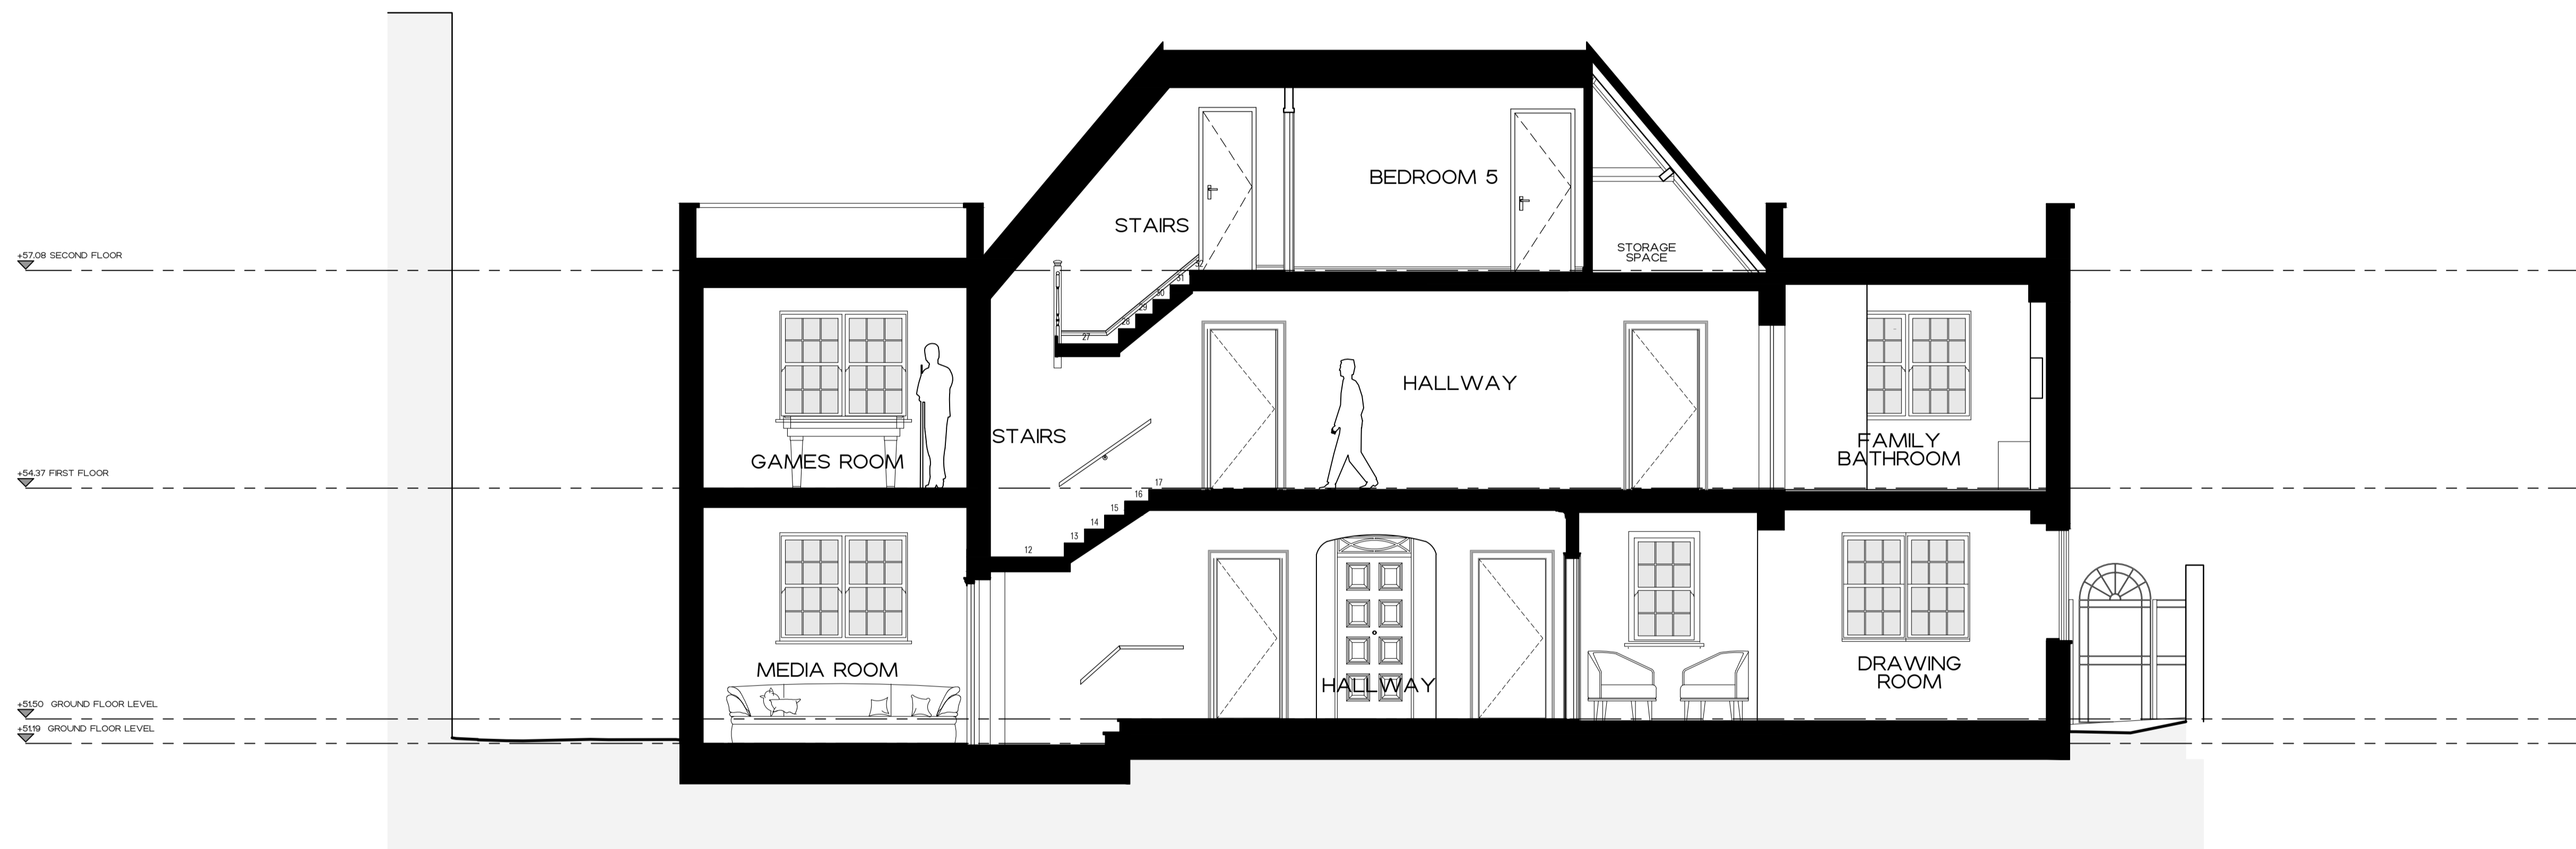 BEDROOM 5
STAIRS
STORAGE
SPACE
+57.08 SECOND FLOOR
32
31
30
29
28
27
HALLWAY
STAIRS
FAMILY
BATHROOM
GAMES ROOM
+54.37 FIRST FLOOR
17
16
15
14
13
12
DRAWING
ROOM
MEDIA ROOM
HALLWAY
+51.50 GROUND FLOOR LEVEL
+51.19 GROUND FLOOR LEVEL